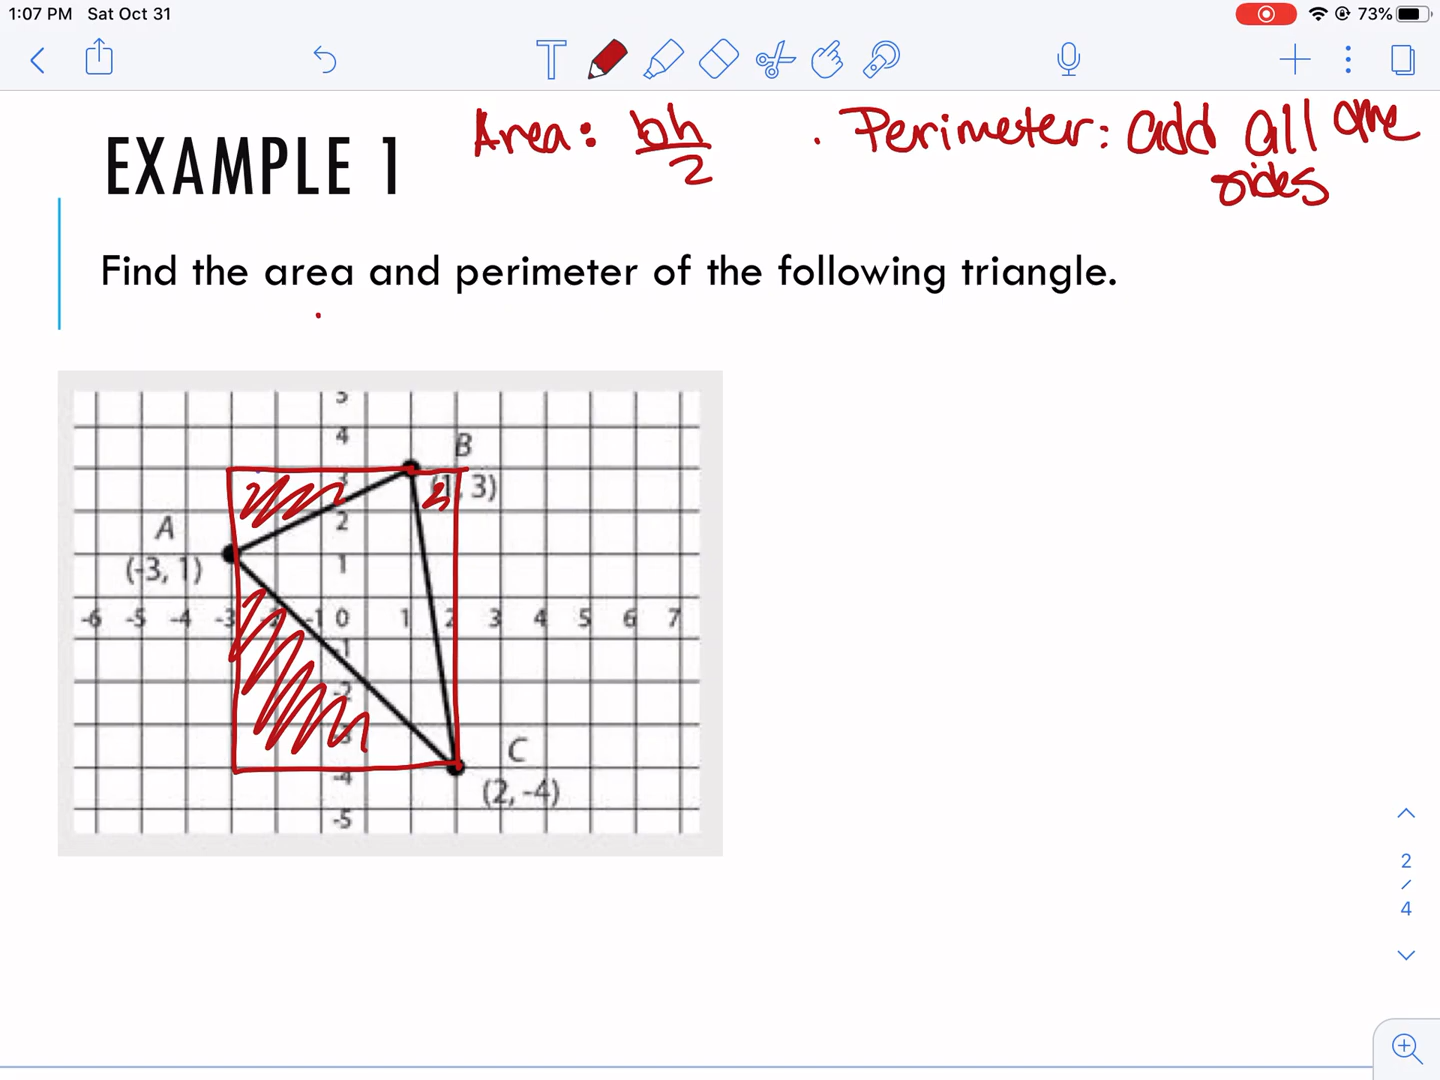 1:07 PM Sat Oct 31
73%
Area: bh/2 . Perimeter: add all the sides
EXAMPLE 1
Find the area and perimeter of the following triangle.
5
4
B
3 (1, 3)
A
2
(-3, 1)
1
-6 -5 -4 -3 -2 -1 0 1 2 3 4 5 6 7
-1
-2
-3
C
-4
(2, -4)
-5
2
/
4